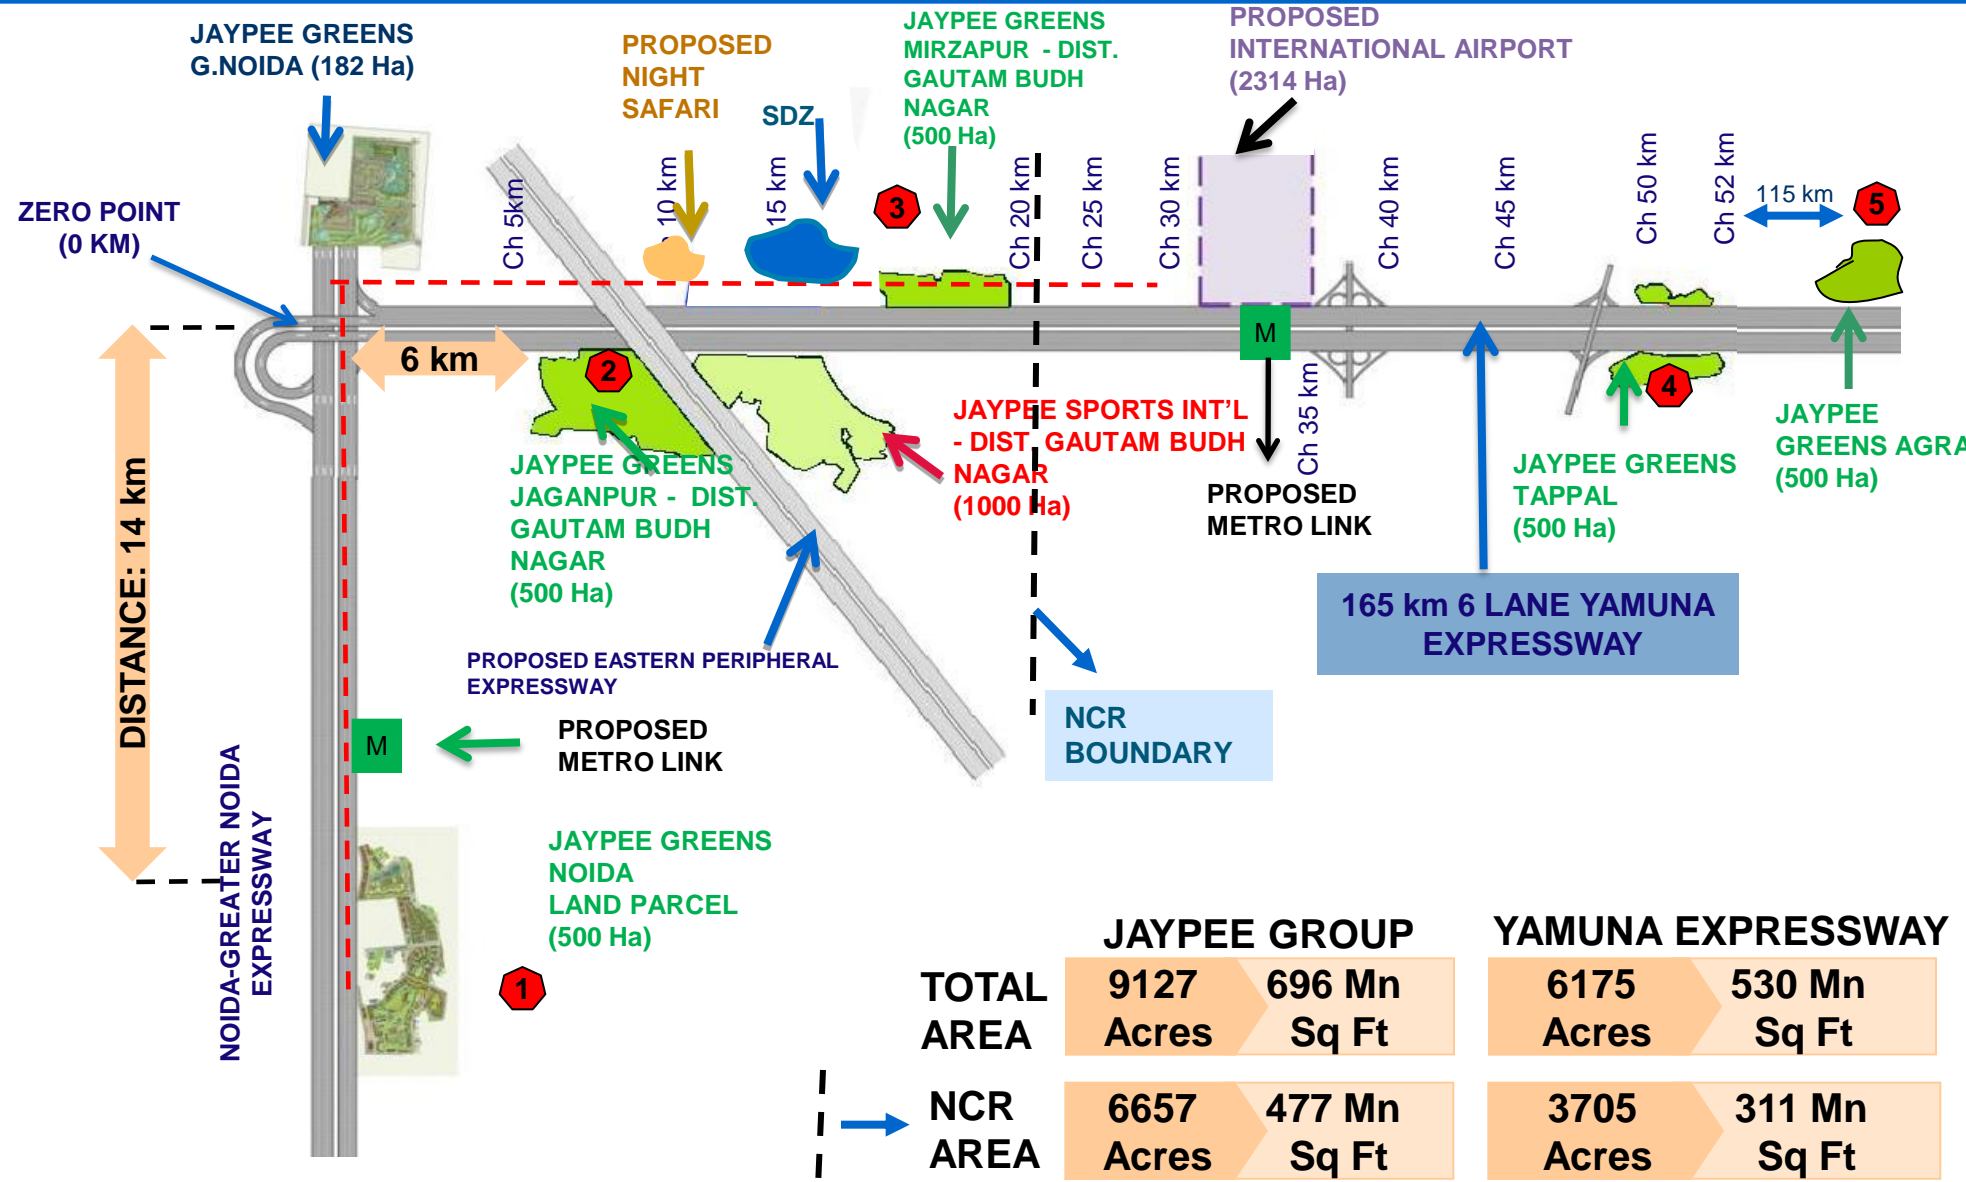 JAYPEE GREENS
G.NOIDA (182 Ha)
PROPOSED
NIGHT
SAFARI
SDZ
JAYPEE GREENS
MIRZAPUR - DIST.
GAUTAM BUDH
NAGAR
(500 Ha)
PROPOSED
INTERNATIONAL AIRPORT
(2314 Ha)
ZERO POINT
(0 KM)
Ch 5km
10 km
15 km
3
Ch 20 km
Ch 25 km
Ch 30 km
Ch 40 km
Ch 45 km
Ch 50 km
Ch 52 km
115 km
5
6 km
2
M
Ch 35 km
4
DISTANCE: 14 km
JAYPEE GREENS
JAGANPUR - DIST.
GAUTAM BUDH
NAGAR
(500 Ha)
JAYPEE SPORTS INT'L
- DIST. GAUTAM BUDH
NAGAR
(1000 Ha)
PROPOSED
METRO LINK
JAYPEE GREENS
TAPPAL
(500 Ha)
JAYPEE
GREENS AGRA
(500 Ha)
165 km 6 LANE YAMUNA
EXPRESSWAY
PROPOSED EASTERN PERIPHERAL
EXPRESSWAY
NCR
BOUNDARY
M
PROPOSED
METRO LINK
NOIDA-GREATER NOIDA
EXPRESSWAY
JAYPEE GREENS
NOIDA
LAND PARCEL
(500 Ha)
1
JAYPEE GROUP YAMUNA EXPRESSWAY
TOTAL 9127 696 Mn 6175 530 Mn
AREA Acres Sq Ft Acres Sq Ft
NCR 6657 477 Mn 3705 311 Mn
AREA Acres Sq Ft Acres Sq Ft